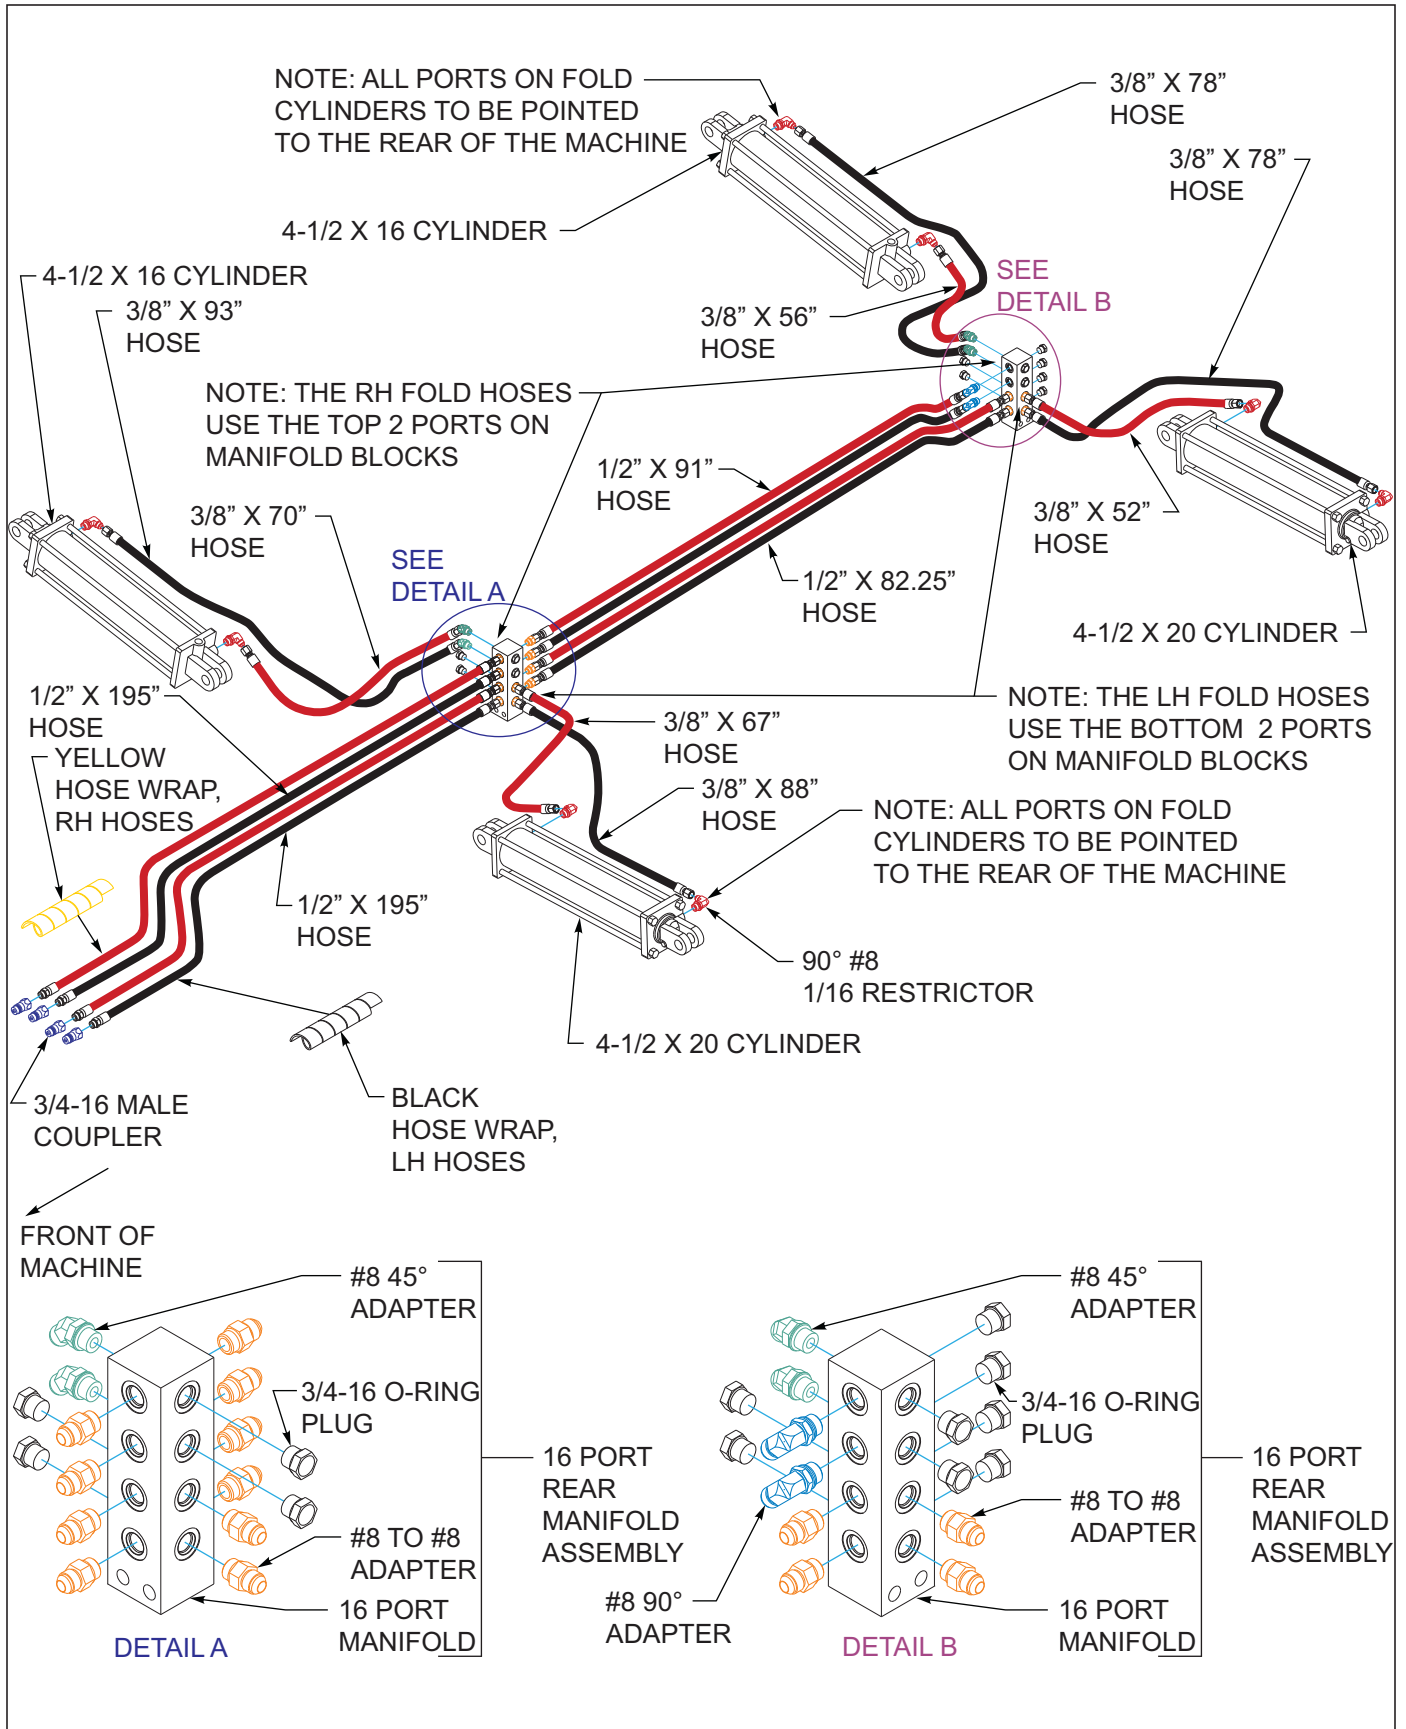 NOTE: ALL PORTS ON FOLD
CYLINDERS TO BE POINTED
TO THE REAR OF THE MACHINE
3/8” X 78”
HOSE
3/8” X 78”
HOSE
4-1/2 X 16 CYLINDER
4-1/2 X 16 CYLINDER
3/8” X 93”
HOSE
SEE
DETAIL B
3/8” X 56”
HOSE
NOTE: THE RH FOLD HOSES
USE THE TOP 2 PORTS ON
MANIFOLD BLOCKS
1/2” X 91”
HOSE
3/8” X 70”
HOSE
3/8” X 52”
HOSE
SEE
DETAIL A
1/2” X 82.25”
HOSE
4-1/2 X 20 CYLINDER
1/2” X 195”
HOSE
NOTE: THE LH FOLD HOSES
USE THE BOTTOM 2 PORTS
ON MANIFOLD BLOCKS
3/8” X 67”
HOSE
YELLOW
HOSE WRAP,
RH HOSES
3/8” X 88”
HOSE
NOTE: ALL PORTS ON FOLD
CYLINDERS TO BE POINTED
TO THE REAR OF THE MACHINE
1/2” X 195”
HOSE
90° #8
1/16 RESTRICTOR
4-1/2 X 20 CYLINDER
3/4-16 MALE
COUPLER
BLACK
HOSE WRAP,
LH HOSES
FRONT OF
MACHINE
#8 45°
ADAPTER
3/4-16 O-RING
PLUG
16 PORT
REAR
MANIFOLD
ASSEMBLY
#8 TO #8
ADAPTER
16 PORT
MANIFOLD
DETAIL A
#8 45°
ADAPTER
3/4-16 O-RING
PLUG
16 PORT
REAR
MANIFOLD
ASSEMBLY
#8 TO #8
ADAPTER
#8 90°
ADAPTER
16 PORT
MANIFOLD
DETAIL B